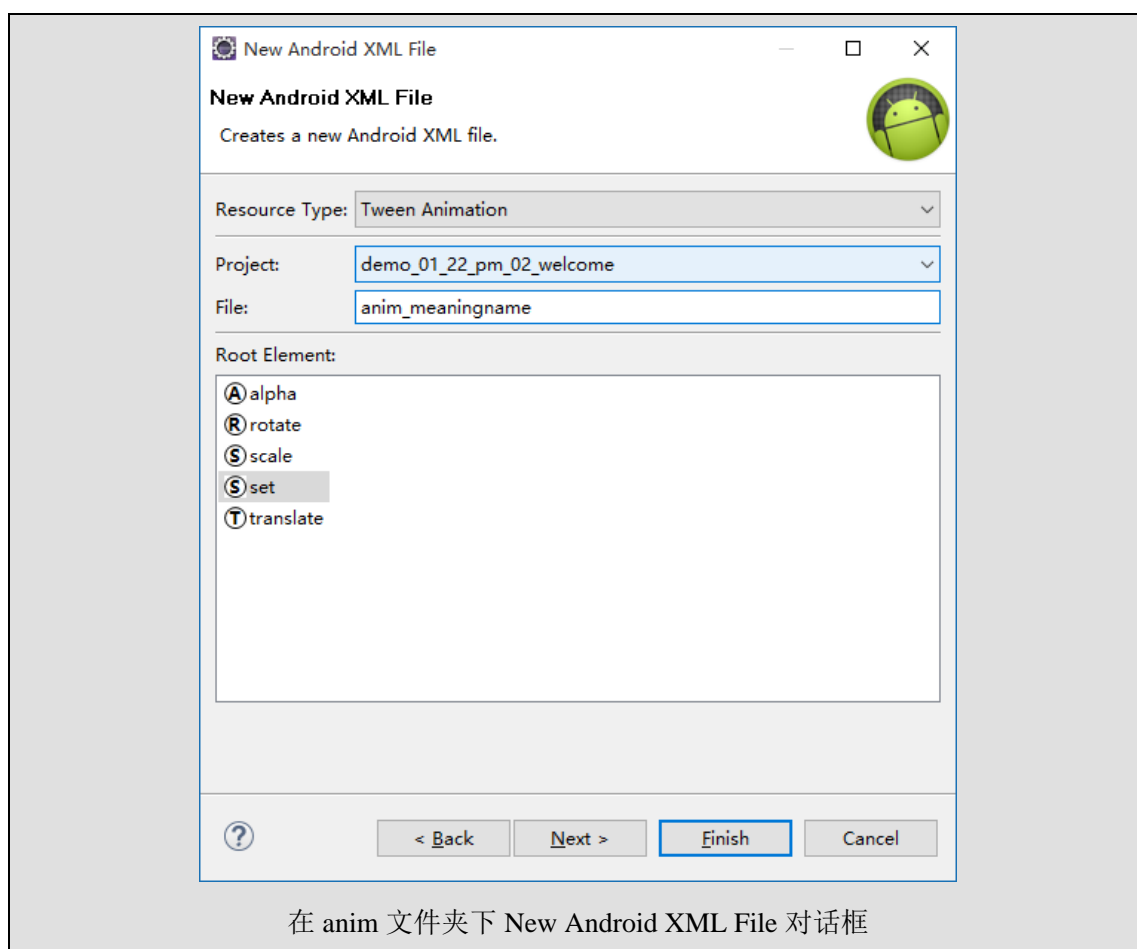 New Android XML File
New Android XML File
Creates a new Android XML file.
Resource Type: Tween Animation
Project: demo_01_22_pm_02_welcome
File: anim_meaningname
Root Element:
A alpha
R rotate
S scale
S set
T translate
? < Back Next > Finish Cancel
在 anim 文件夹下 New Android XML File 对话框